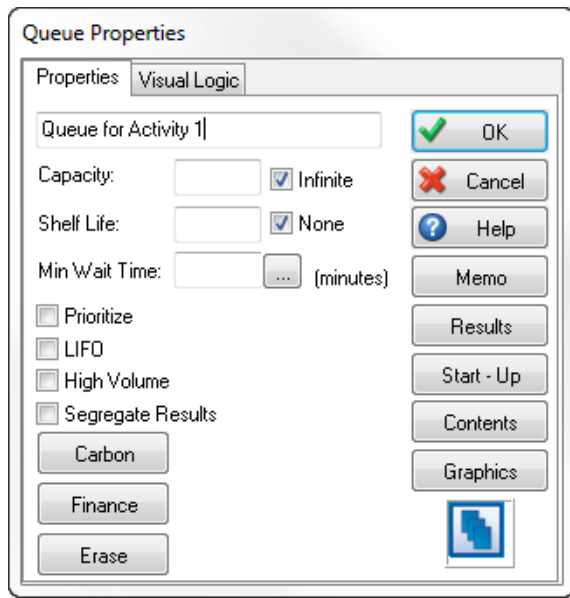 Queue Properties
Properties
Visual Logic
Queue for Activity 1
OK
Capacity:
Infinite
Cancel
Shelf Life:
None
Help
Min Wait Time:
...
(minutes)
Memo
Prioritize
Results
LIFO
High Volume
Start - Up
Segregate Results
Contents
Carbon
Graphics
Finance
Erase